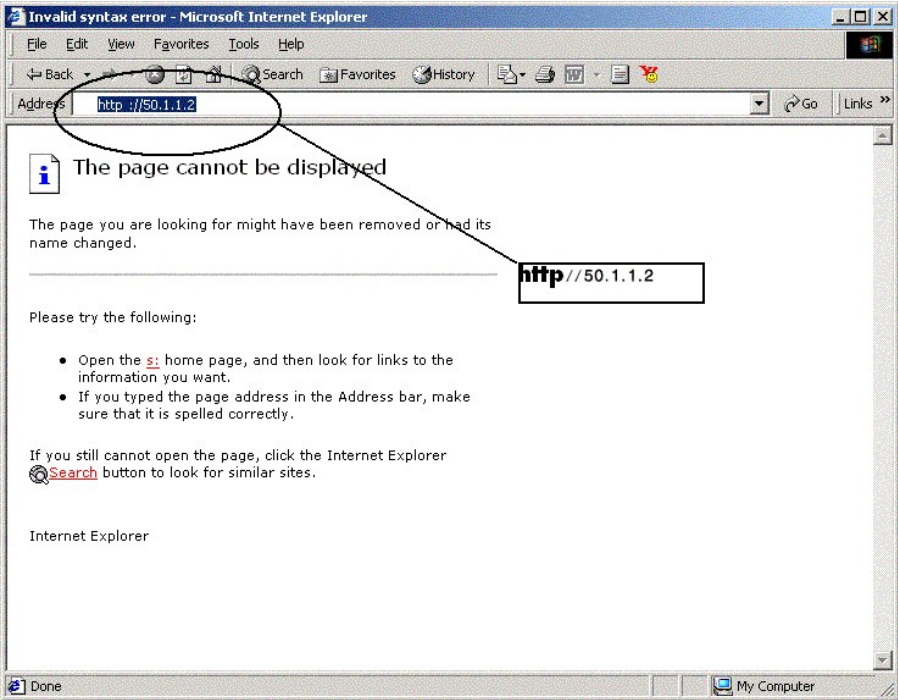 Invalid syntax error - Microsoft Internet Explorer
File Edit View Favorites Tools Help
Back Search Favorites History
Address http ://50.1.1.2 Go Links »
The page cannot be displayed
The page you are looking for might have been removed or had its
name changed.
http//50.1.1.2
Please try the following:
• Open the s: home page, and then look for links to the
information you want.
• If you typed the page address in the Address bar, make
sure that it is spelled correctly.
If you still cannot open the page, click the Internet Explorer
Search button to look for similar sites.
Internet Explorer
Done My Computer